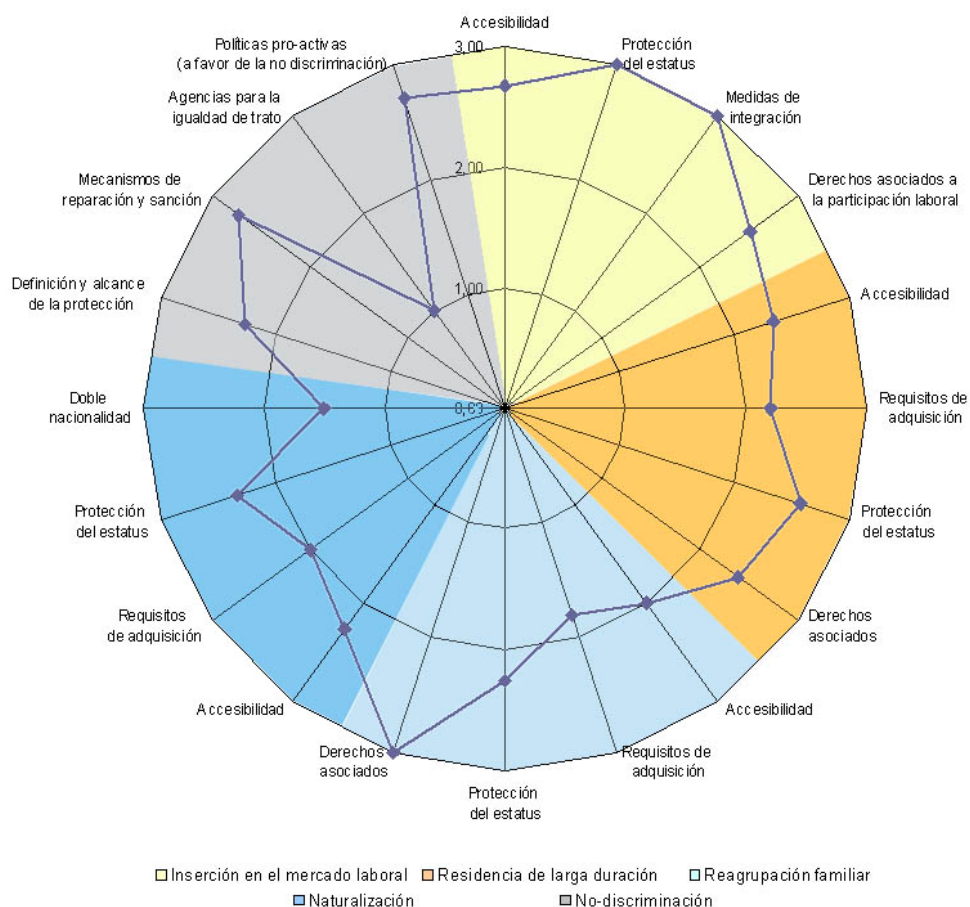 Accesibilidad
3,00
Protección
del estatus
Medidas de
integración
Derechos asociados a
la participación laboral
Accesibilidad
Requisitos de
adquisición
Protección
del estatus
Derechos
asociados
Accesibilidad
Requisitos de
adquisición
Protección
del estatus
Derechos
asociados
Accesibilidad
Requisitos
de adquisición
Protección
del estatus
Doble
nacionalidad
Definición y alcance
de la protección
Mecanismos de
reparación y sanción
Agencias para la
igualdad de trato
Políticas pro-activas
(a favor de la no discriminación)
2,00
1,00
Inserción en el mercado laboral
Residencia de larga duración
Reagrupación familiar
Naturalización
No-discriminación